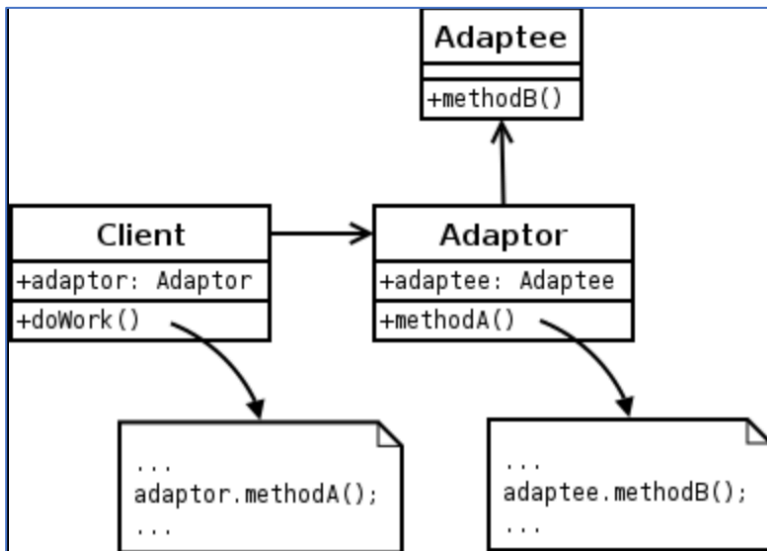 Adaptee
+methodB()
Client
+adaptor: Adaptor
+doWork()
Adaptor
+adaptee: Adaptee
+methodA()
...
adaptor.methodA();
...
...
adaptee.methodB();
...